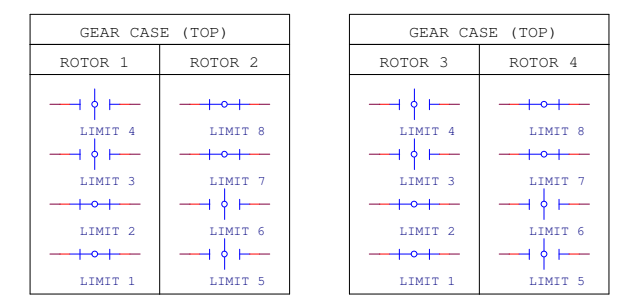 GEAR CASE (TOP)
ROTOR 1 ROTOR 2
LIMIT 4 LIMIT 8
LIMIT 3 LIMIT 7
LIMIT 2 LIMIT 6
LIMIT 1 LIMIT 5
GEAR CASE (TOP)
ROTOR 3 ROTOR 4
LIMIT 4 LIMIT 8
LIMIT 3 LIMIT 7
LIMIT 2 LIMIT 6
LIMIT 1 LIMIT 5